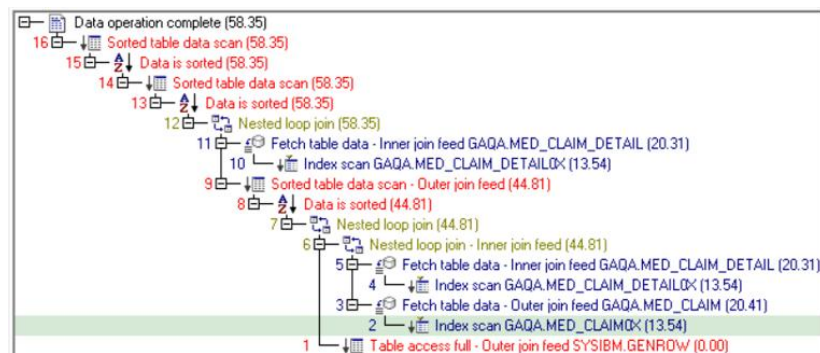 Data operation complete (58.35)
16 Sorted table data scan (58.35)
15 Data is sorted (58.35)
14 Sorted table data scan (58.35)
13 Data is sorted (58.35)
12 Nested loop join (58.35)
11 Fetch table data - Inner join feed GAQA.MED_CLAIM_DETAIL (20.31)
10 Index scan GAQA.MED_CLAIM_DETAIL0X (13.54)
9 Sorted table data scan - Outer join feed (44.81)
8 Data is sorted (44.81)
7 Nested loop join (44.81)
6 Nested loop join - Inner join feed (44.81)
5 Fetch table data - Inner join feed GAQA.MED_CLAIM_DETAIL (20.31)
4 Index scan GAQA.MED_CLAIM_DETAIL0X (13.54)
3 Fetch table data - Outer join feed GAQA.MED_CLAIM (20.41)
2 Index scan GAQA.MED_CLAIM0X (13.54)
1 Table access full - Outer join feed SYSIBM.GENROW (0.00)